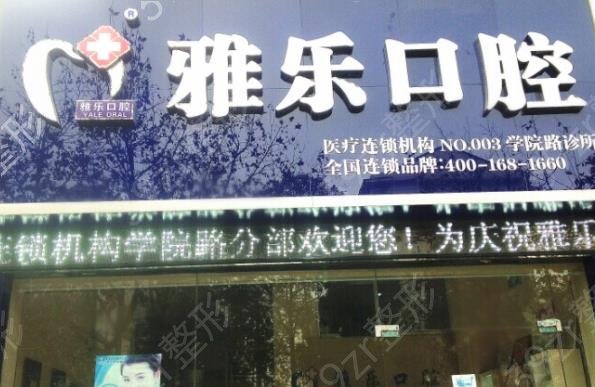 ®
雅乐口腔
雅乐口腔
YALE ORAL
医疗连锁机构 NO.003 学院路诊所
全国连锁品牌:400-168-1660
连锁机构学院路分部欢迎您！为庆祝雅乐